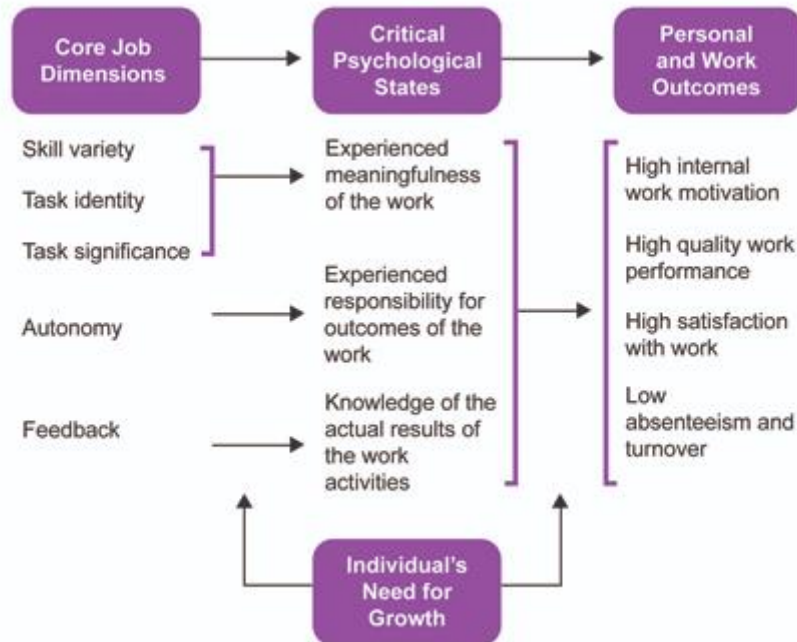 Core Job
Dimensions
Critical
Psychological
States
Personal
and Work
Outcomes
Skill variety
Task identity
Task significance
Autonomy
Feedback
Experienced
meaningfulness
of the work
Experienced
responsibility for
outcomes of the
work
Knowledge of the
actual results of
the work
activities
High internal
work motivation
High quality work
performance
High satisfaction
with work
Low
absenteeism and
turnover
Individual's
Need for
Growth